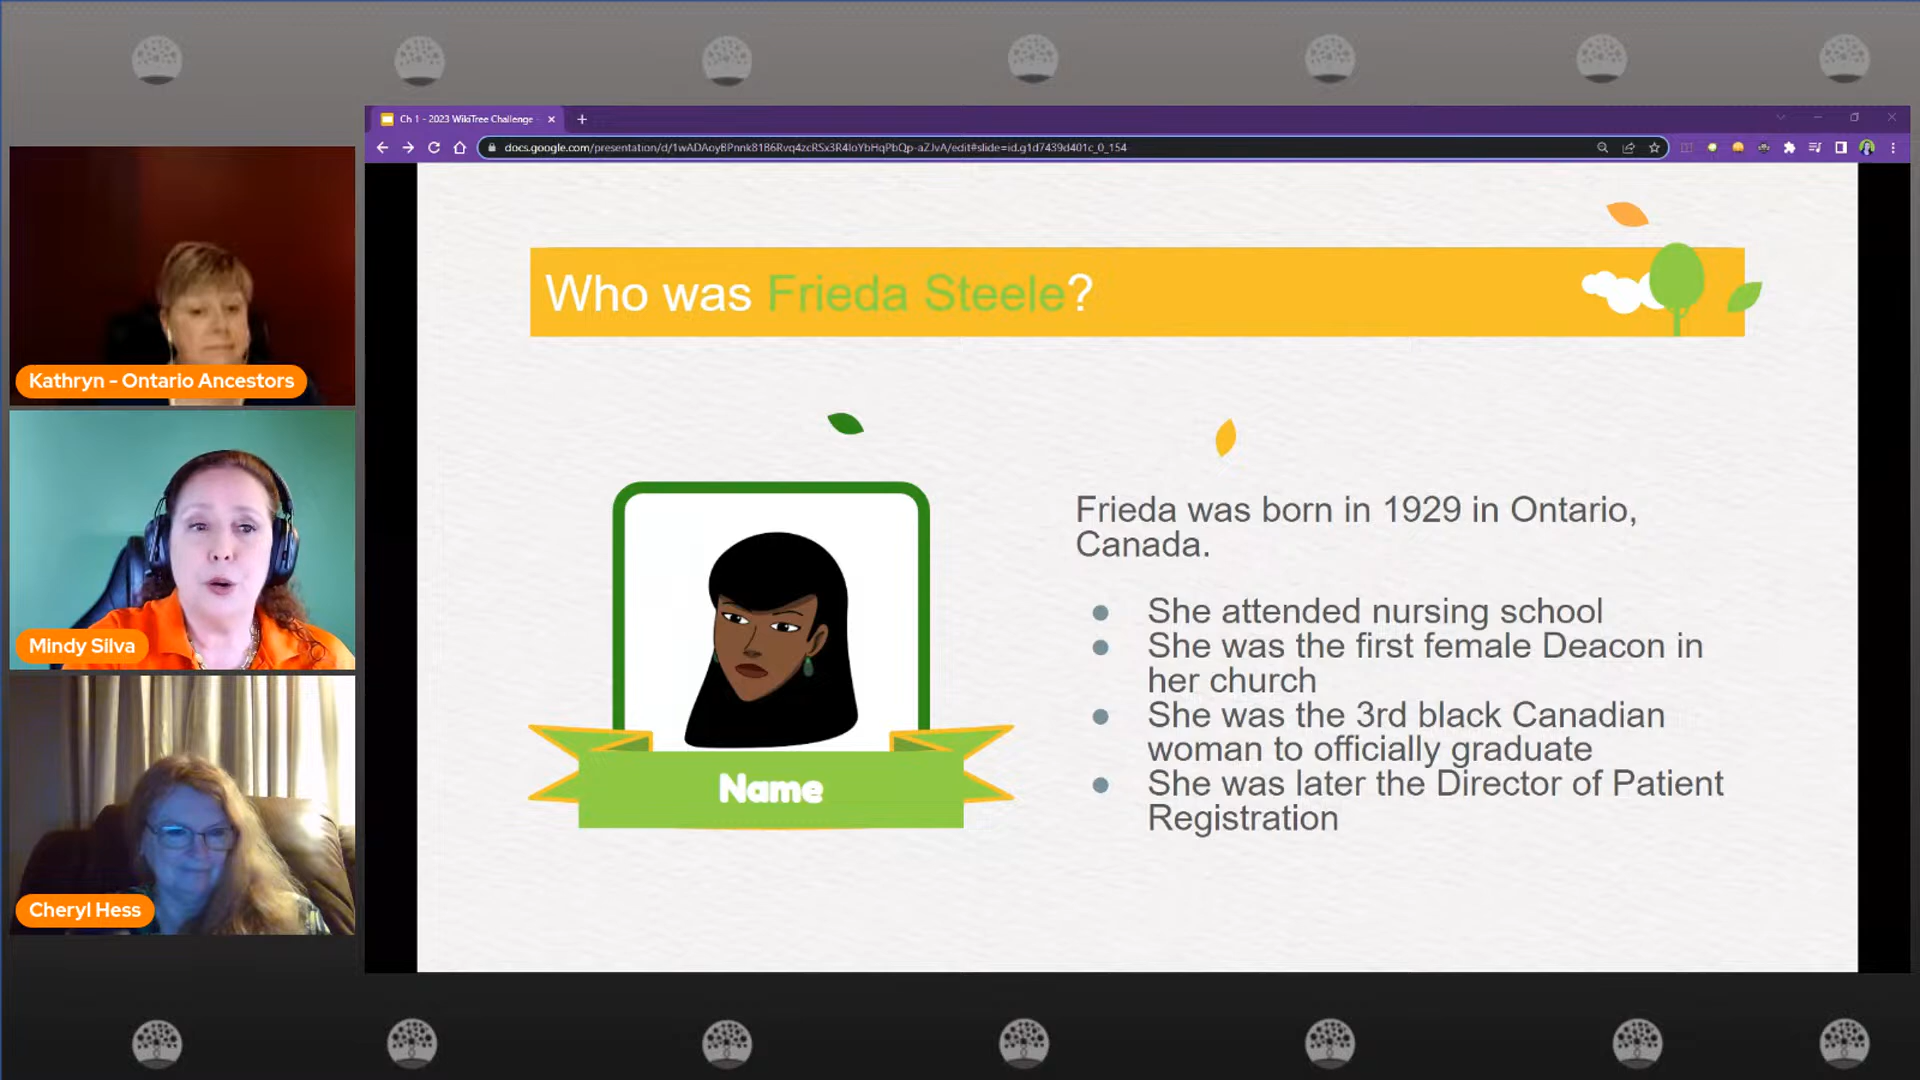 Ch 1 - 2023 WikiTree Challenge
Kathryn - Ontario Ancestors
Mindy Silva
Cheryl Hess
Who was Frieda Steele?
Name
Frieda was born in 1929 in Ontario,
Canada.
She attended nursing school
She was the first female Deacon in
her church
She was the 3rd black Canadian
woman to officially graduate
She was later the Director of Patient
Registration